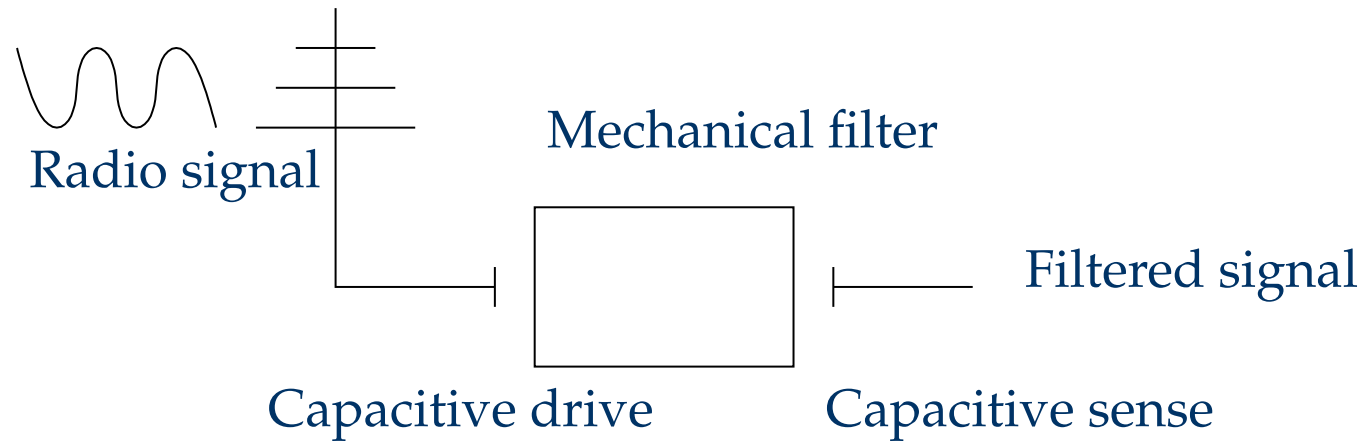 Mechanical filter
Radio signal
Filtered signal
Capacitive drive
Capacitive sense